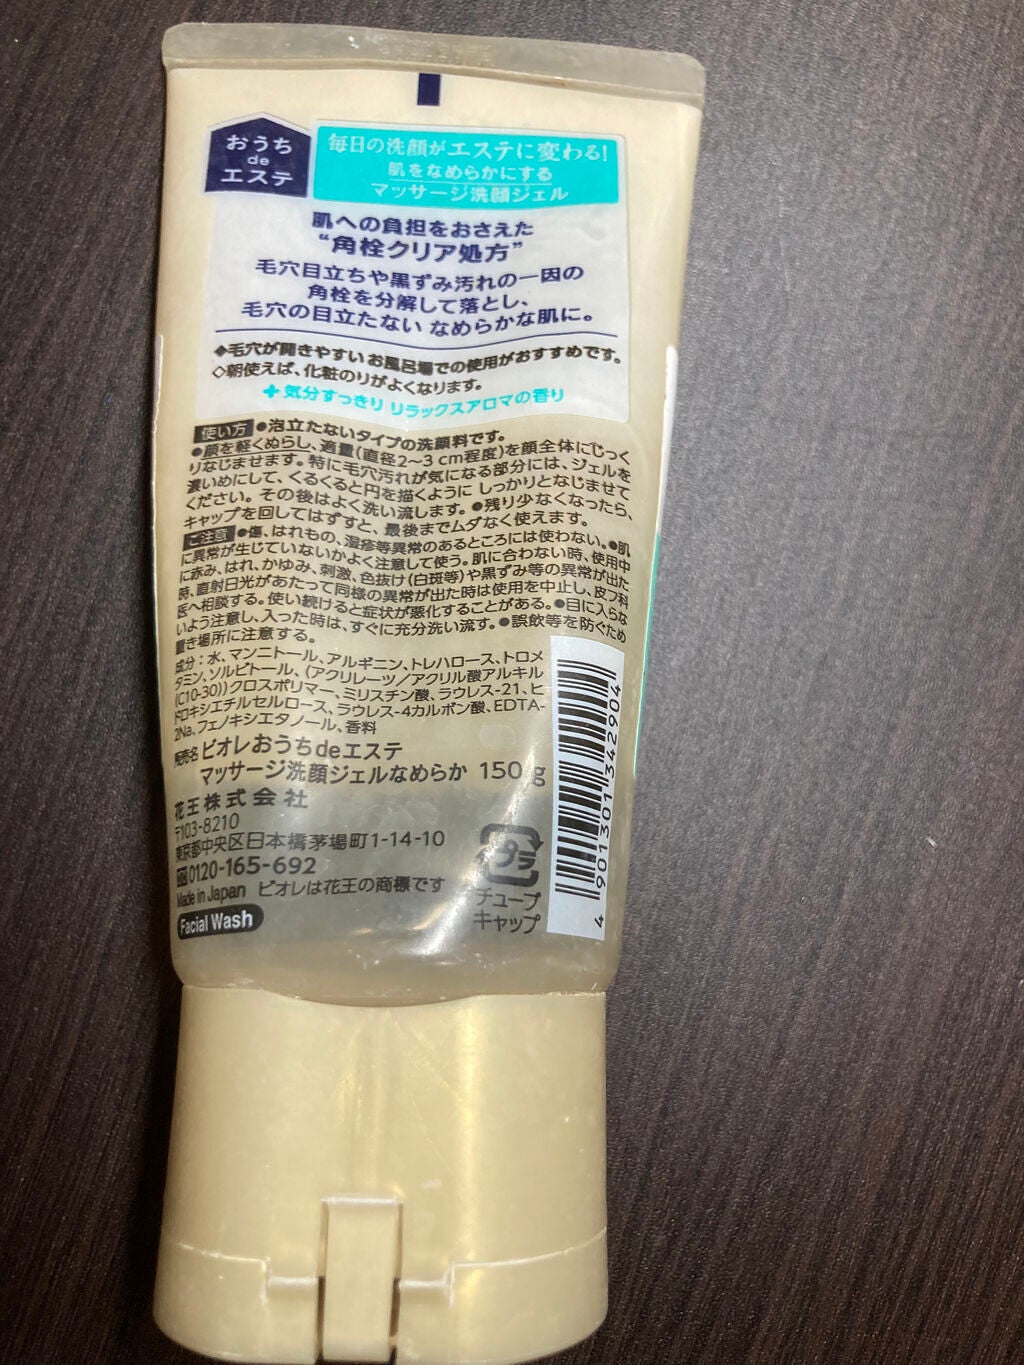 おうち
de
エステ
毎日の洗顔がエステに変わる!
肌をなめらかにする
マッサージ洗顔ジェル
肌への負担をおさえた
“角栓クリア処方”
毛穴目立ちや黒ずみ汚れの一因の
角栓を分解して落とし、
毛穴の目立たない なめらかな肌に。
◆毛穴が開きやすいお風呂場での使用がおすすめです。
◇朝使えば、化粧のりがよくなります。
+気分すっきり リラックスアロマの香り
使い方 ●泡立たないタイプの洗顔料です。
●顔を軽くぬらし、適量(直径2〜3cm程度)を顔全体にじっく
りなじませます。特に毛穴汚れが気になる部分には、ジェルを
濃いめにして、くるくると円を描くように しっかりとなじませて
ください。その後はよく洗い流します。●残り少なくなったら、
キャップを回してはずすと、最後までムダなく使えます。
ご注意 ●傷、はれもの、湿疹等異常のあるところには使わない。●肌
に異常が生じていないかよく注意して使う。肌に合わない時、使用中
に赤み、はれ、かゆみ、刺激、色抜け(白斑等)や黒ずみ等の異常が出た
時、直射日光があたって同様の異常が出た時は使用を中止し、皮フ科
医へ相談する。使い続けると症状が悪化することがある。●目に入らな
いよう注意し、入った時は、すぐに充分洗い流す。●誤飲等を防ぐため
置き場所に注意する。
成分:水、マンニトール、アルギニン、トレハロース、トロメ
タミン、ソルビトール、(アクリレーツ/アクリル酸アルキル
(C10-30))クロスポリマー、ミリスチン酸、ラウレス-21、ヒ
ドロキシエチルセルロース、ラウレス-4カルボン酸、EDTA-
2Na、フェノキシエタノール、香料
販売名 ビオレおうちdeエステ
マッサージ洗顔ジェルなめらか 150g
花王株式会社
〒103-8210
東京都中央区日本橋茅場町1-14-10
0120-165-692
Made in Japan ビオレは花王の商標です
Facial Wash
プラ
チューブ
キャップ
4 901301 342904